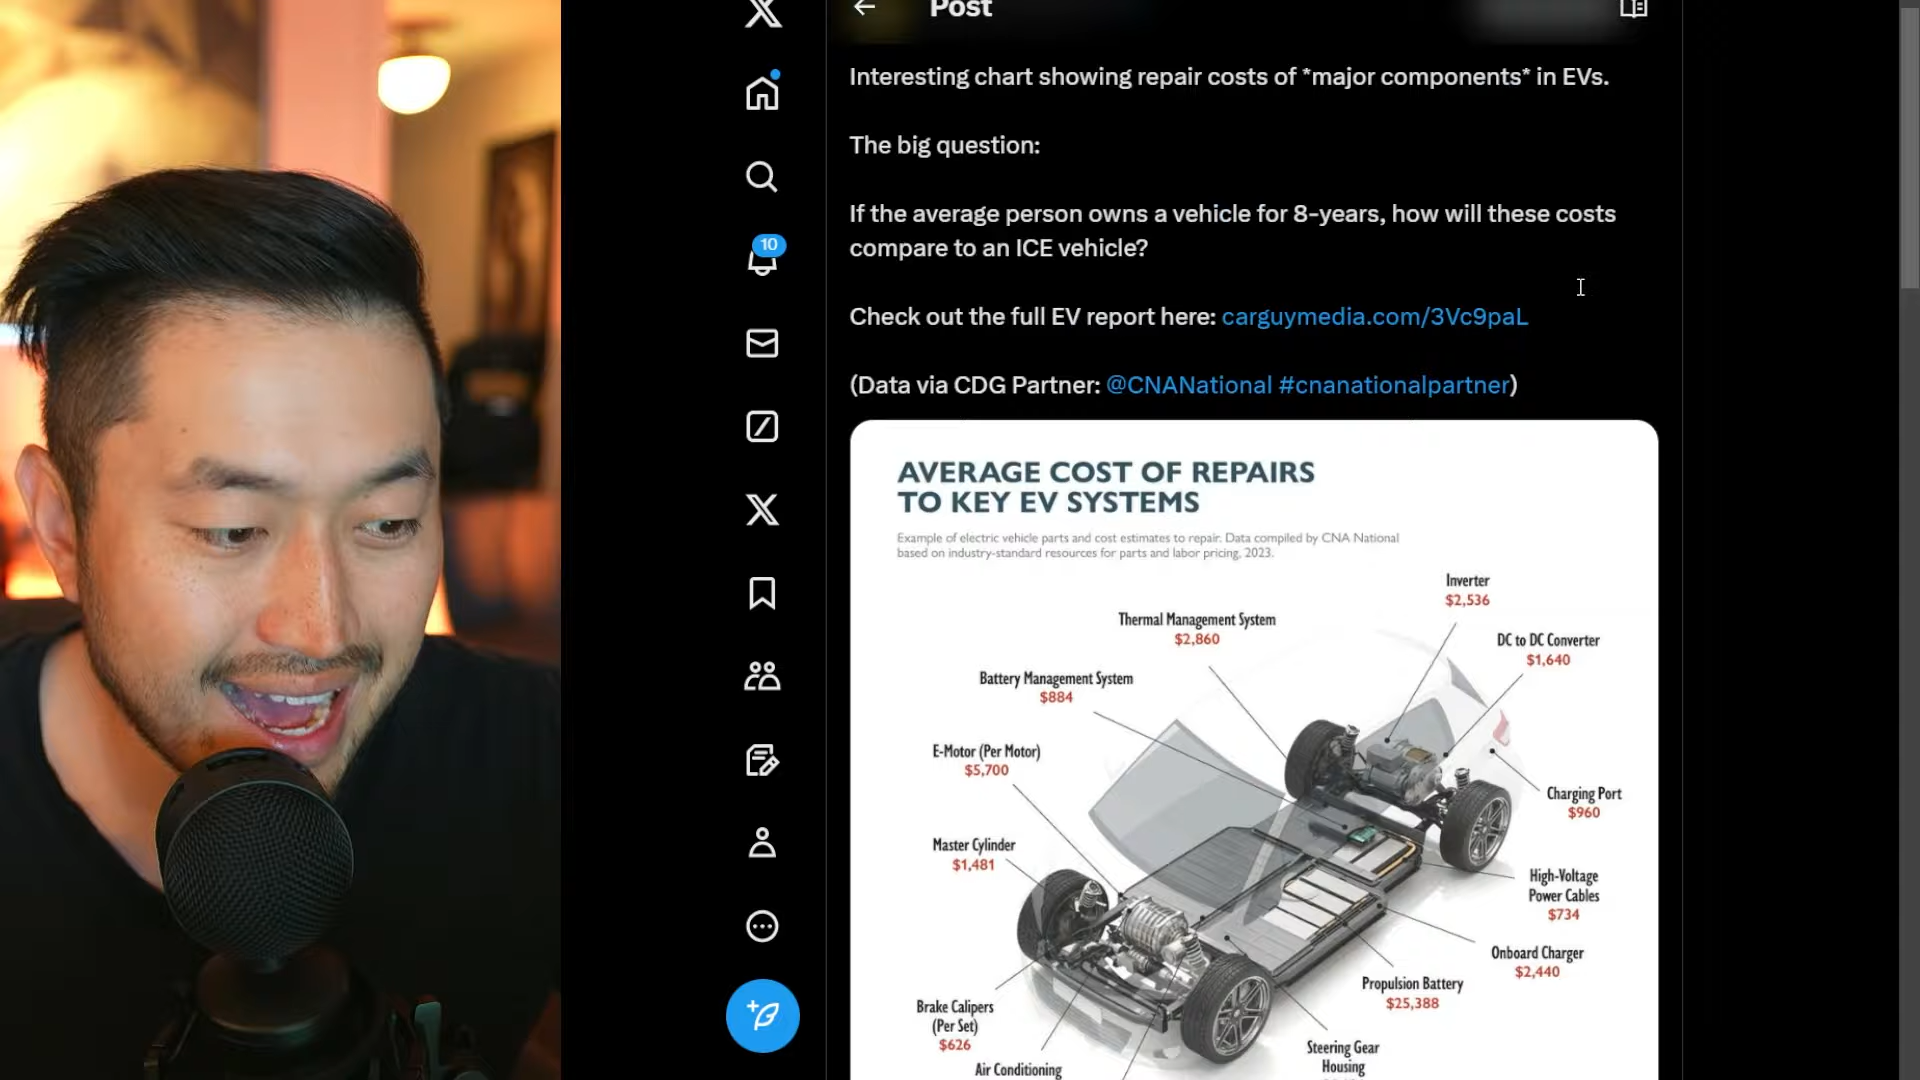 Post
10
Interesting chart showing repair costs of *major components* in EVs.
The big question:
If the average person owns a vehicle for 8-years, how will these costs
compare to an ICE vehicle?
Check out the full EV report here: carguymedia.com/3Vc9paL
(Data via CDG Partner: @CNANational #cnanationalpartner)
AVERAGE COST OF REPAIRS
TO KEY EV SYSTEMS
Example of electric vehicle parts and cost estimates to repair. Data compiled by CNA National
based on industry-standard resources for parts and labor pricing, 2023.
Inverter
$2,536
Thermal Management System
$2,860
DC to DC Converter
$1,640
Battery Management System
$884
E-Motor (Per Motor)
$5,700
Charging Port
$960
Master Cylinder
$1,481
High-Voltage
Power Cables
$734
Onboard Charger
$2,440
Propulsion Battery
$25,388
Brake Calipers
(Per Set)
$626
Steering Gear
Housing
Air Conditioning